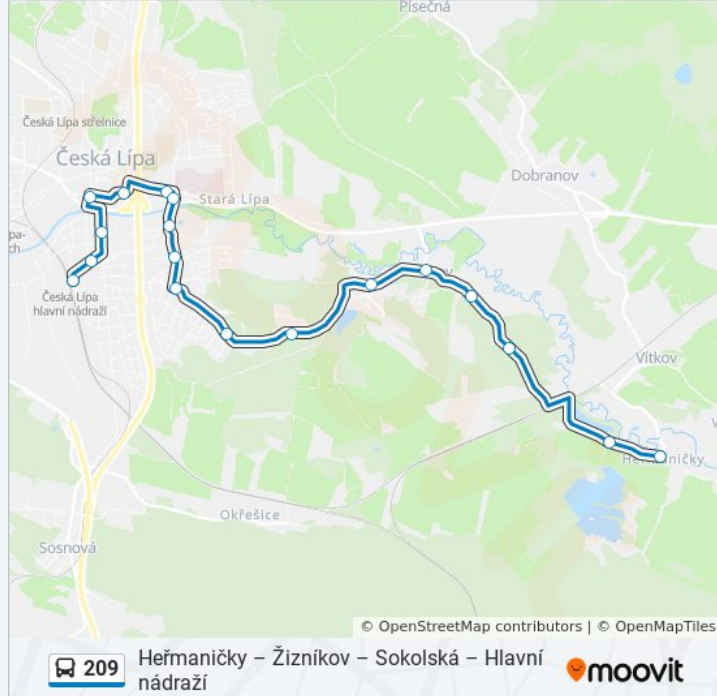 Písečná
Česká Lípa střelnice
Česká Lípa
Stará Lípa
Dobranov
Česká Lípa
hlavní nádraží
Vítkov
Okřešice
Sosnová
© OpenStreetMap contributors | © OpenMapTiles
209
Heřmaničky – Žizníkov – Sokolská – Hlavní
nádraží
moovit